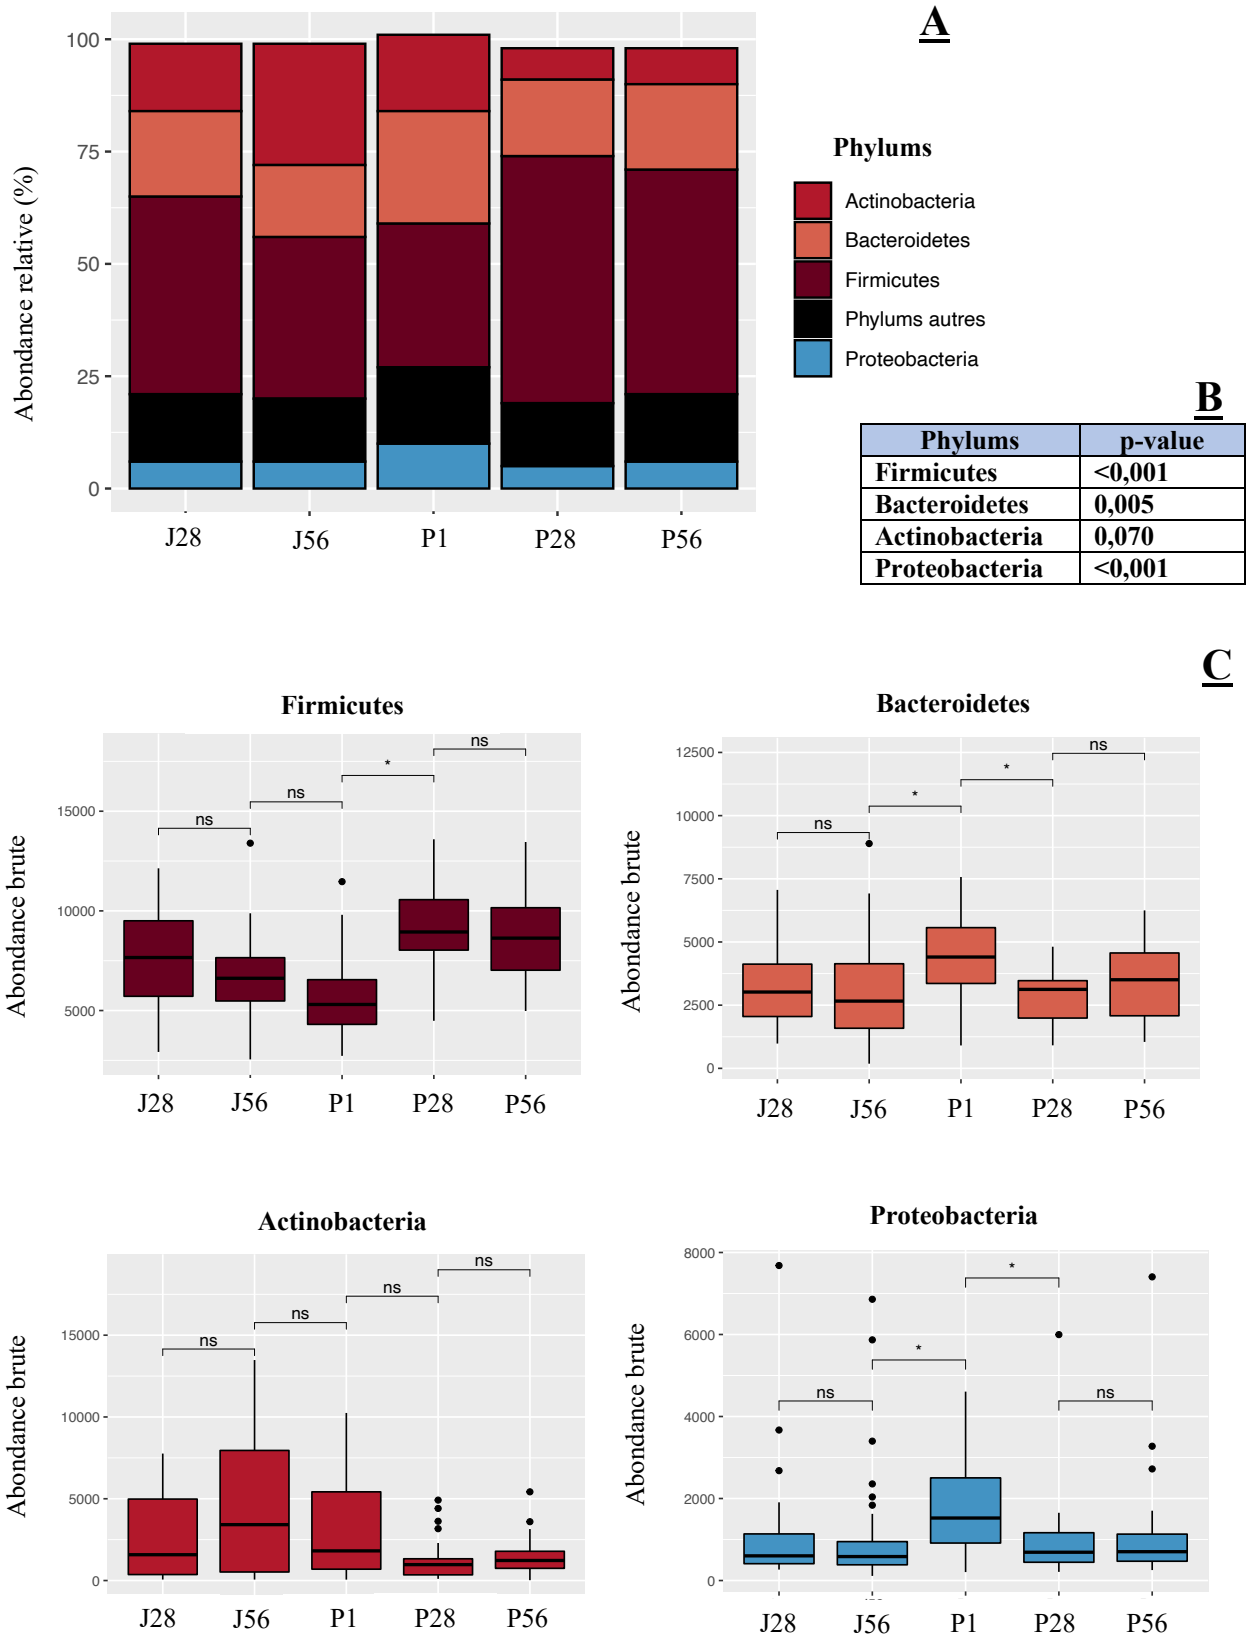 A
100
75
50
25
0
Abondance relative (%)
J28 J56 P1 P28 P56
Phylums
Actinobacteria
Bacteroidetes
Firmicutes
Phylums autres
Proteobacteria
B
Phylums p-value
Firmicutes <0,001
Bacteroidetes 0,005
Actinobacteria 0,070
Proteobacteria <0,001
C
Firmicutes
Abondance brute
15000
10000
5000
ns
ns
*
ns
J28 J56 P1 P28 P56
Bacteroidetes
Abondance brute
12500
10000
7500
5000
2500
0
ns
*
*
ns
J28 J56 P1 P28 P56
Actinobacteria
Abondance brute
15000
10000
5000
0
ns
ns
ns
ns
J28 J56 P1 P28 P56
Proteobacteria
Abondance brute
8000
6000
4000
2000
0
ns
*
*
ns
J28 J56 P1 P28 P56